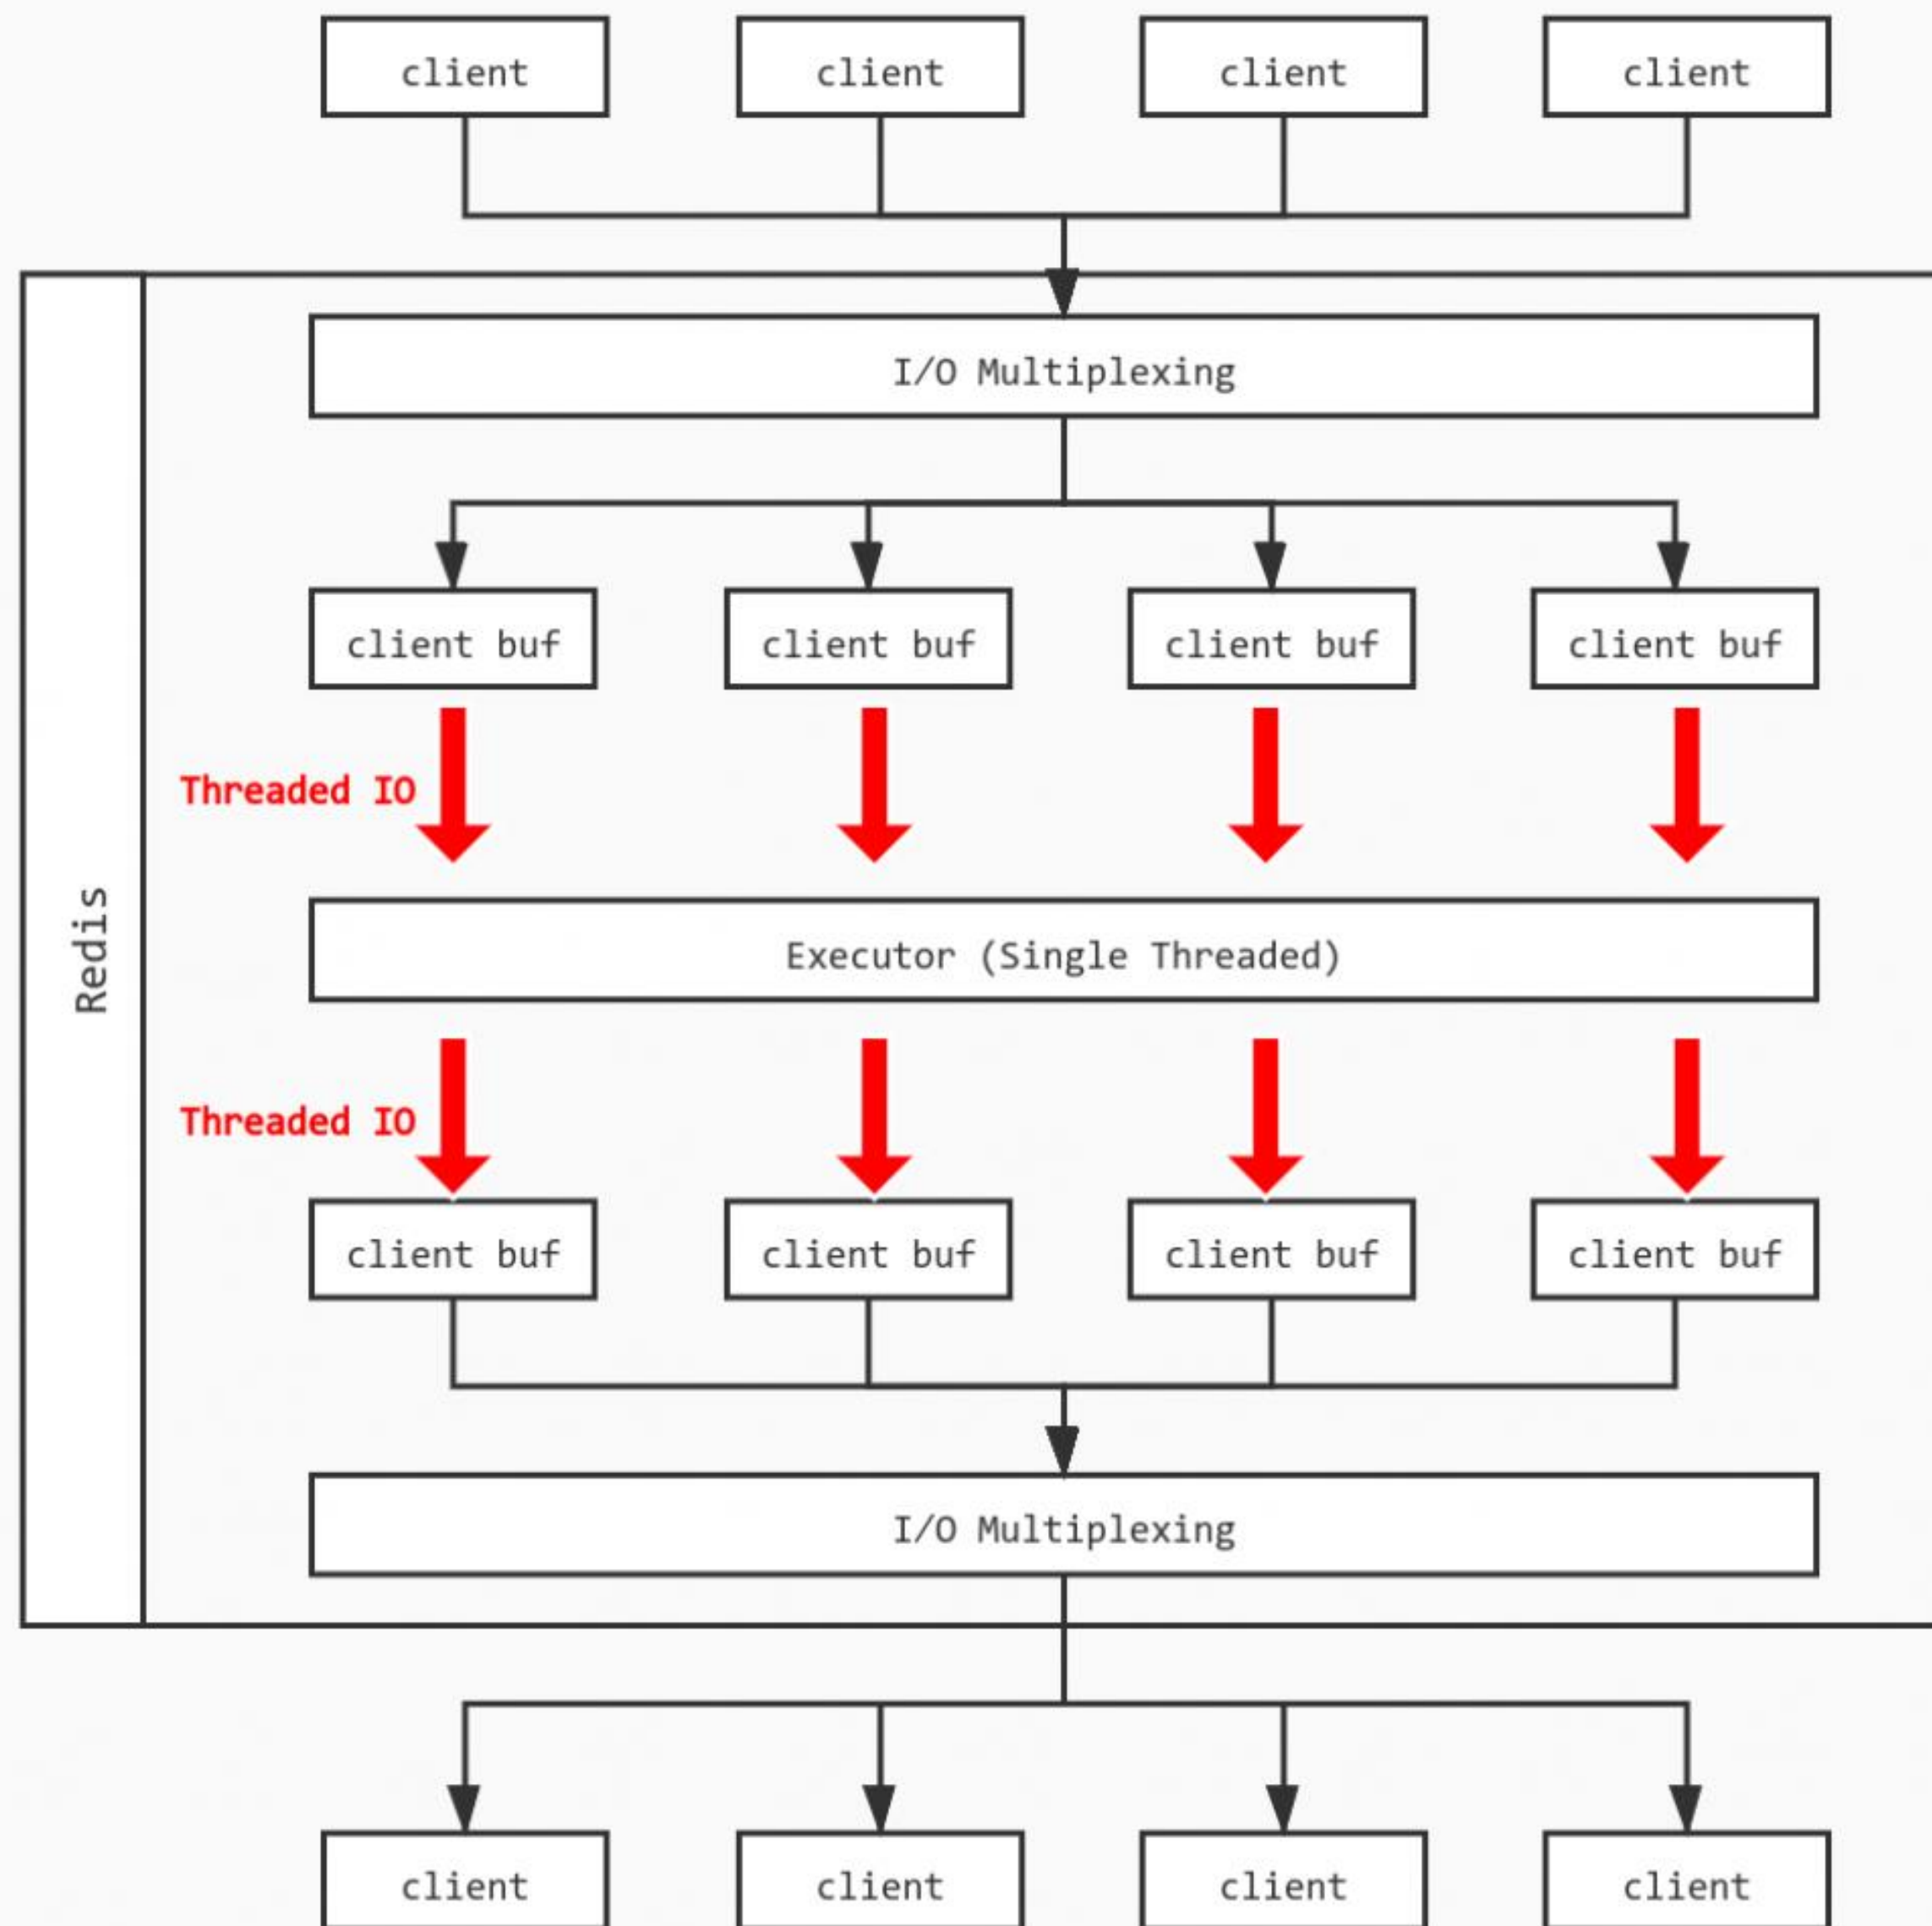 client
client
client
client
I/O Multiplexing
client buf
client buf
client buf
client buf
Threaded IO
Redis
Executor (Single Threaded)
Threaded IO
client buf
client buf
client buf
client buf
I/O Multiplexing
client
client
client
client